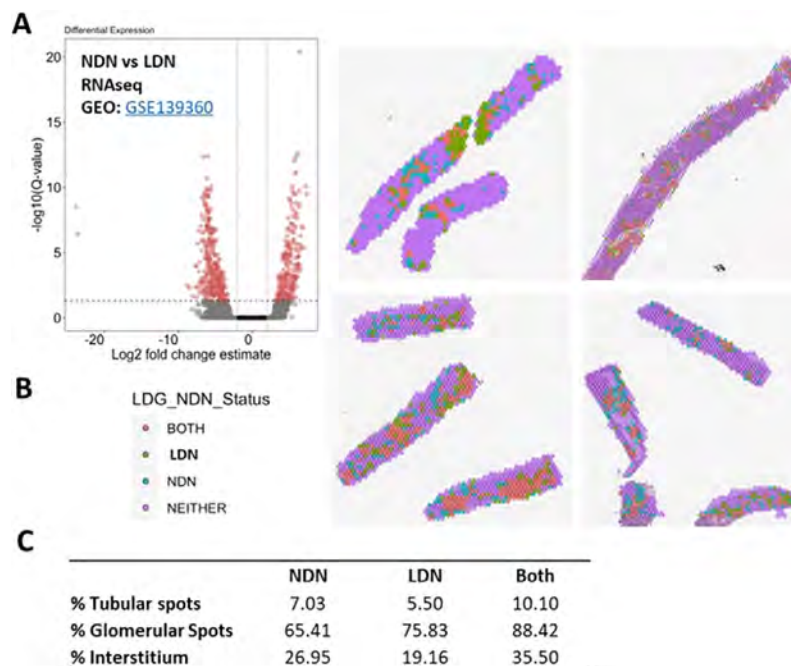 A
Differential Expression
NDN vs LDN
RNAseq
GEO: GSE139360
20
15
10
5
0
-log10(Q-value)
-20 -10 0
Log2 fold change estimate
B
LDG_NDN_Status
BOTH
LDN
NDN
NEITHER
C
NDN LDN Both
% Tubular spots 7.03 5.50 10.10
% Glomerular Spots 65.41 75.83 88.42
% Interstitium 26.95 19.16 35.50